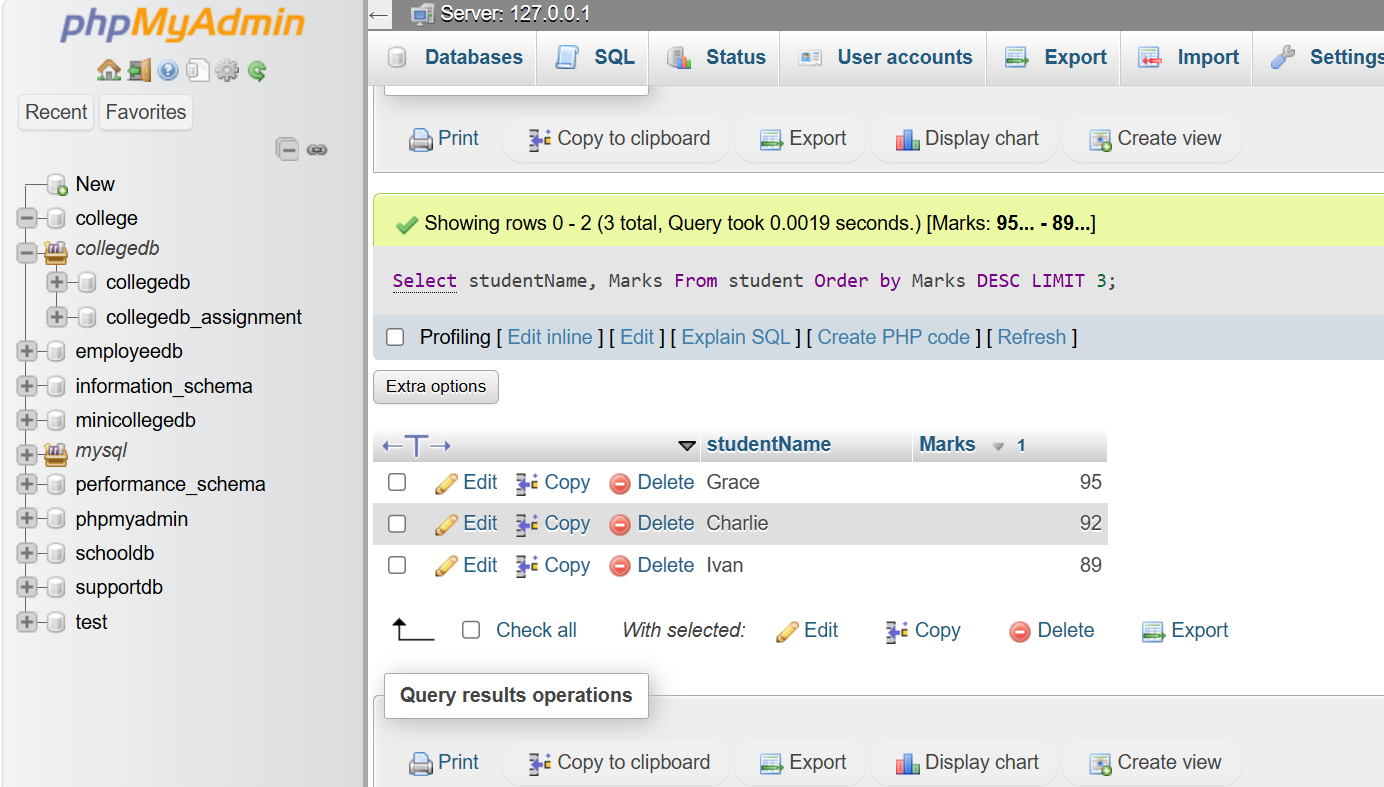 phpMyAdmin
Recent Favorites
New
college
collegedb
collegedb
collegedb_assignment
employeedb
information_schema
minicollegedb
mysql
performance_schema
phpmyadmin
schooldb
supportdb
test
Server: 127.0.0.1
Databases SQL Status User accounts Export Import Settings
Print Copy to clipboard Export Display chart Create view
Showing rows 0 - 2 (3 total, Query took 0.0019 seconds.) [Marks: 95... - 89...]
Select studentName, Marks From student Order by Marks DESC LIMIT 3;
Profiling [ Edit inline ] [ Edit ] [ Explain SQL ] [ Create PHP code ] [ Refresh ]
Extra options
←T→ studentName Marks 1
Edit Copy Delete Grace 95
Edit Copy Delete Charlie 92
Edit Copy Delete Ivan 89
Check all With selected: Edit Copy Delete Export
Query results operations
Print Copy to clipboard Export Display chart Create view